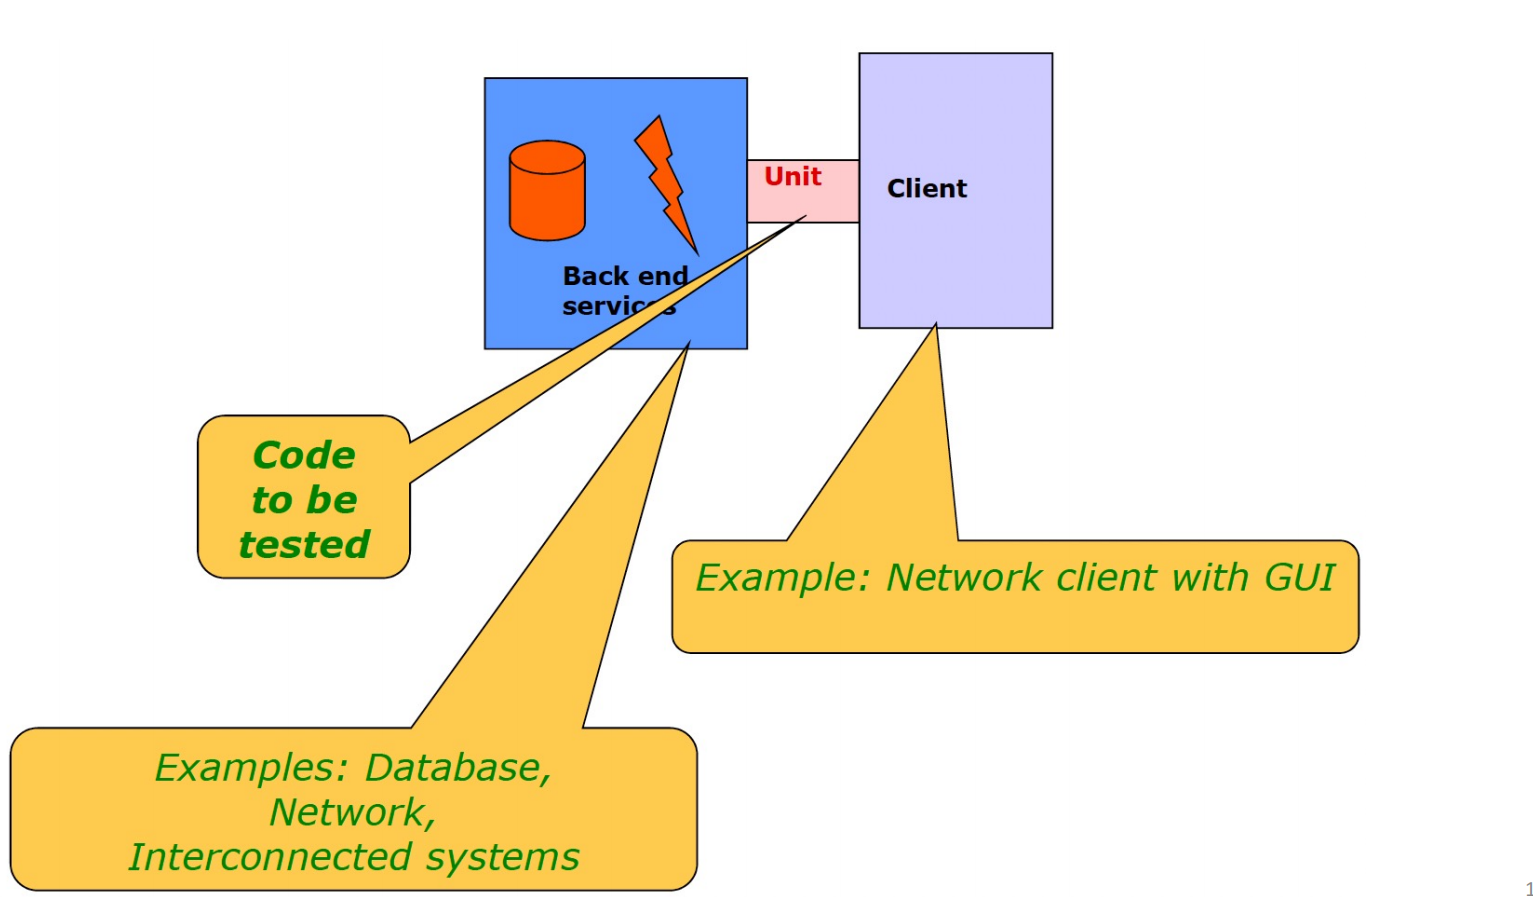 Unit
Client
Back end
services
Code
to be
tested
Example: Network client with GUI
Examples: Database,
Network,
Interconnected systems
1